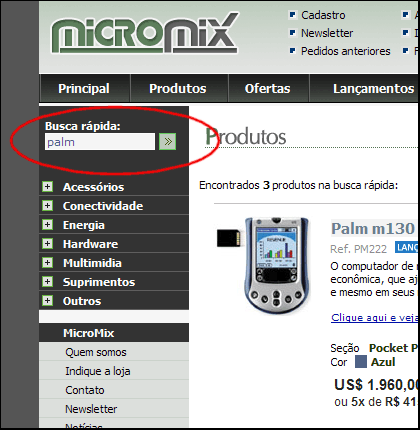 MICROMIX
Cadastro
Newsletter
Pedidos anteriores
Principal
Produtos
Ofertas
Lançamentos
Busca rápida:
palm
Produtos
Encontrados 3 produtos na busca rápida:
Acessórios
Conectividade
Energia
Hardware
Multimidia
Suprimentos
Outros
Palm m130
Ref. PM222
LANÇ
O computador de
econômica, que aj
e mesmo em seus
Clique aqui e veja
Seção Pocket P
Cor Azul
US$ 1.960,00
ou 5x de R$ 41
MicroMix
Quem somos
Indique a loja
Contato
Newsletter
Notícias